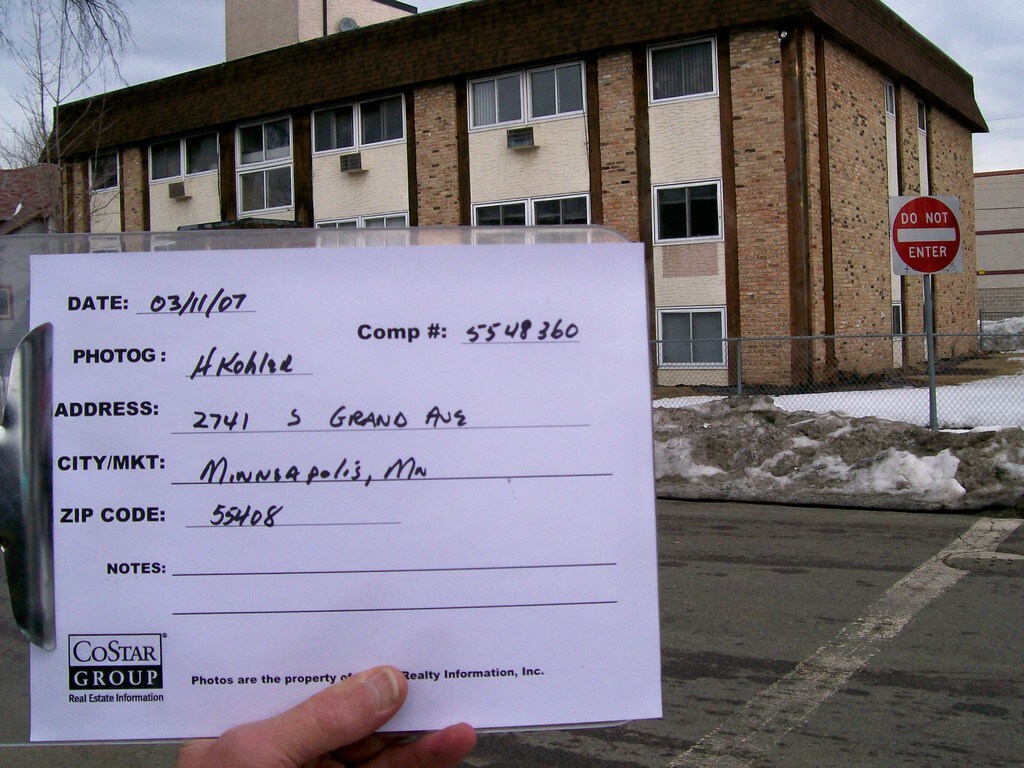 DO NOT
ENTER
DATE: 03/11/07
Comp #: 5548360
PHOTOG: H Kohler
ADDRESS: 2741 S GRAND AVE
CITY/MKT: MINNEAPOLIS, MN
ZIP CODE: 55408
NOTES:
COSTAR®
GROUP
Real Estate Information
Photos are the property of Realty Information, Inc.